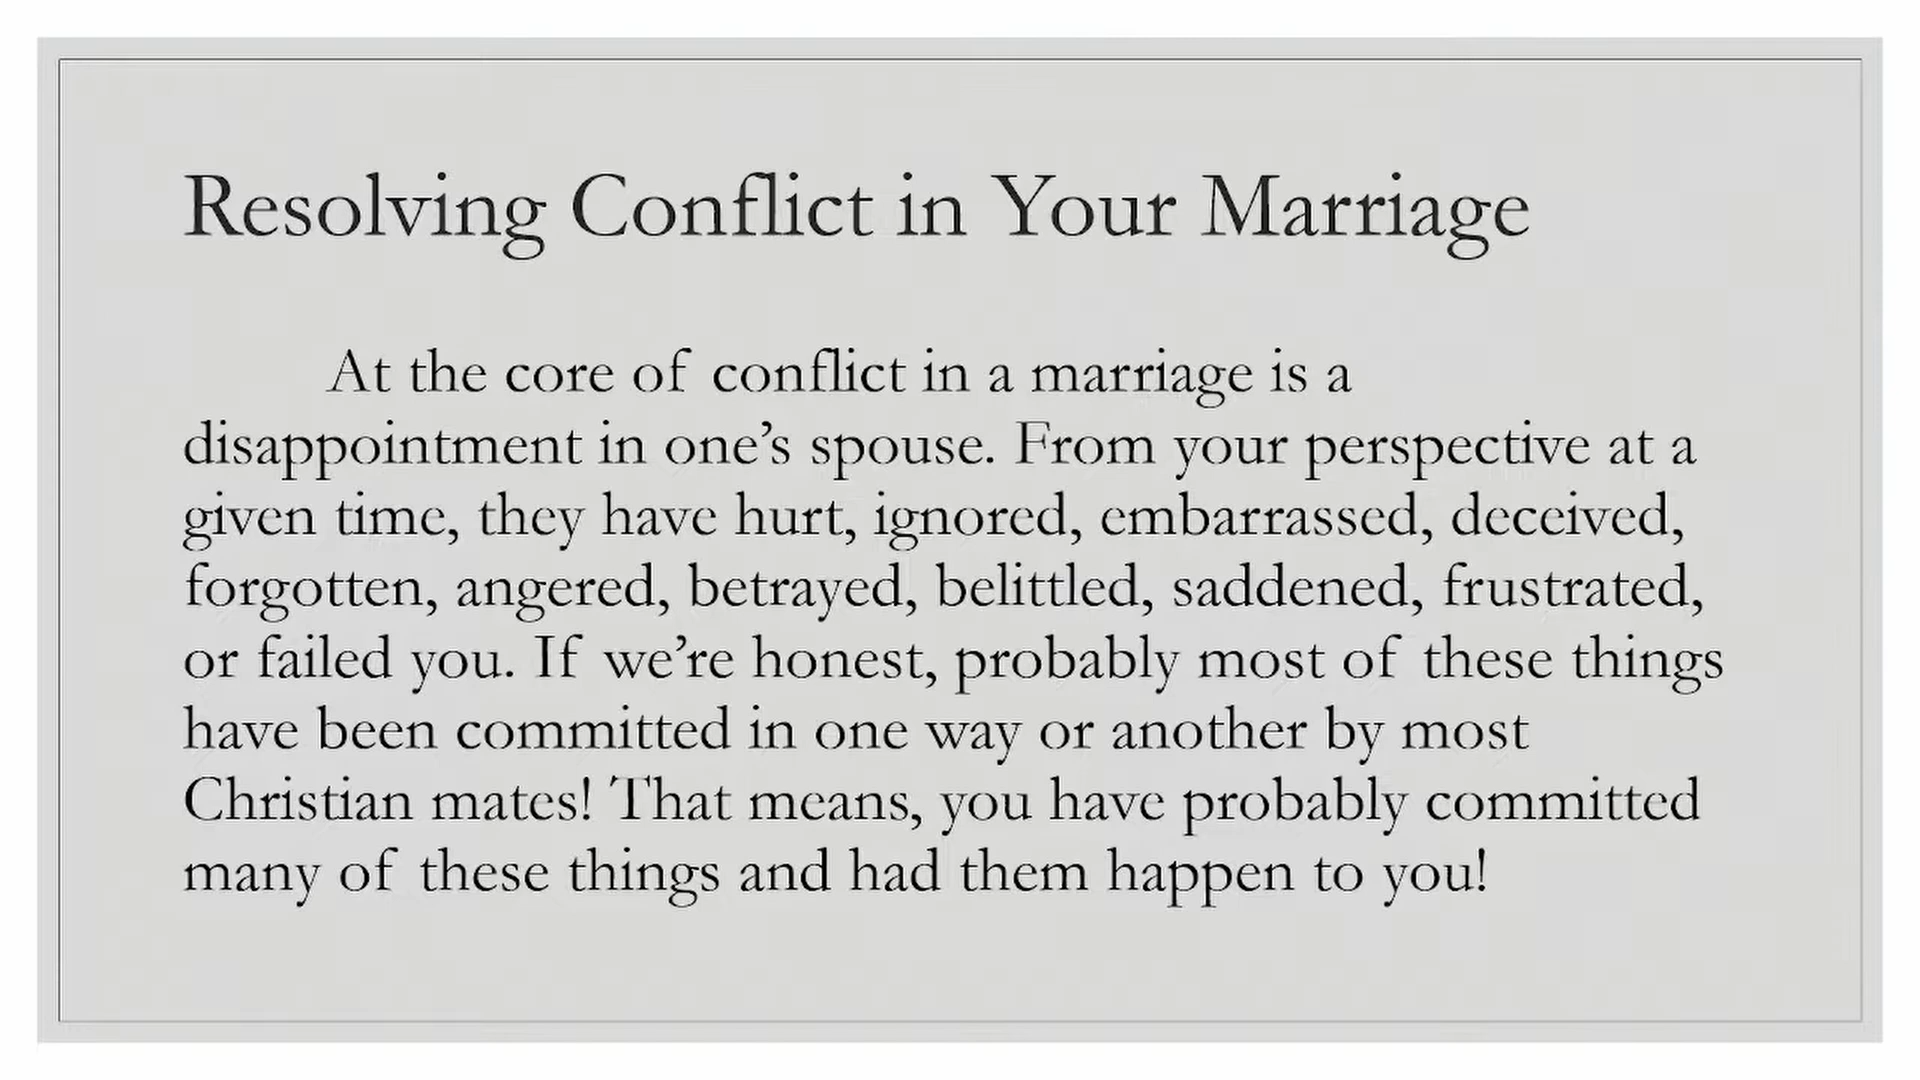 Resolving Conflict in Your Marriage
At the core of conflict in a marriage is a
disappointment in one’s spouse. From your perspective at a
given time, they have hurt, ignored, embarrassed, deceived,
forgotten, angered, betrayed, belittled, saddened, frustrated,
or failed you. If we’re honest, probably most of these things
have been committed in one way or another by most
Christian mates! That means, you have probably committed
many of these things and had them happen to you!